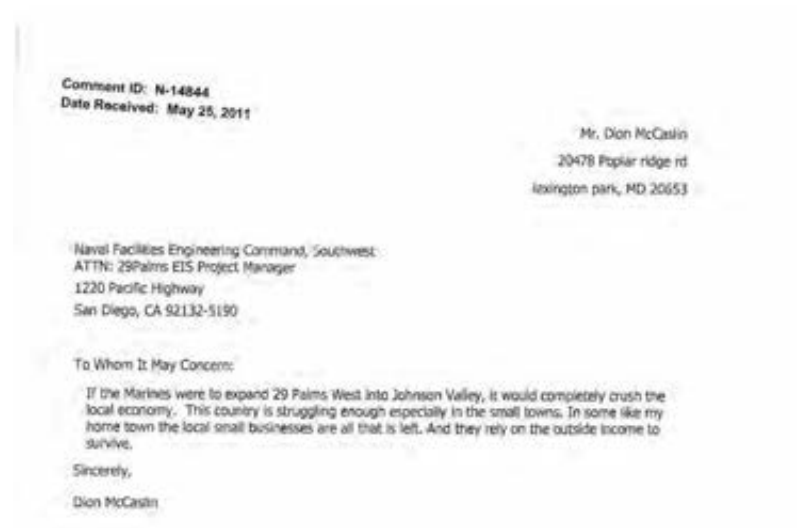 Comment ID: N-14844
Date Received: May 25, 2011
Mr. Dion McCaslin
20478 Poplar ridge rd
lexington park, MD 20653
Naval Facilities Engineering Command, Southwest
ATTN: 29Palms EIS Project Manager
1220 Pacific Highway
San Diego, CA 92132-5190
To Whom It May Concern:
If the Marines were to expand 29 Palms West into Johnson Valley, it would completely crush the
local economy. This country is struggling enough especially in the small towns. In some like my
home town the local small businesses are all that is left. And they rely on the outside income to
survive.
Sincerely,
Dion McCaslin